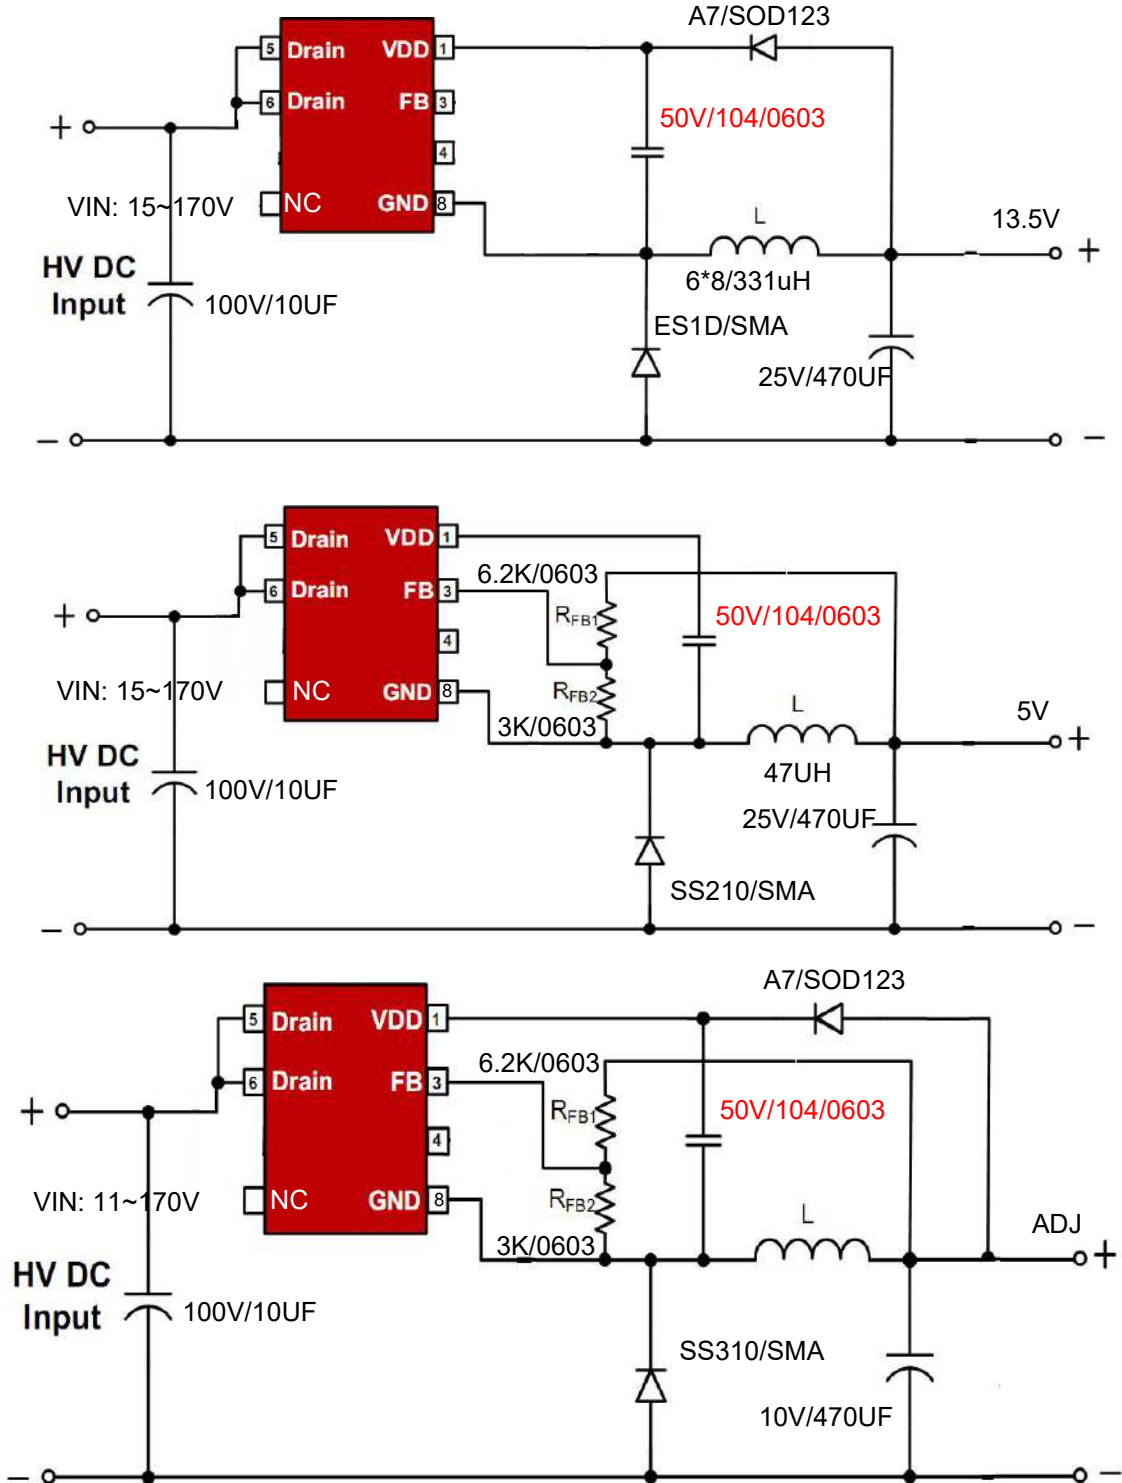 A7/SOD123
5 Drain VDD 1
6 Drain FB 3
50V/104/0603
4
+
VIN: 15~170V
NC GND 8
L
13.5V
+
HV DC
Input
100V/10UF
6*8/331uH
ES1D/SMA
25V/470UF
−
−
5 Drain VDD 1
6.2K/0603
6 Drain FB 3
RFB1
50V/104/0603
+
4
VIN: 15~170V
NC GND 8
RFB2
3K/0603
L
5V
+
HV DC
Input
100V/10UF
47UH
25V/470UF
SS210/SMA
−
−
A7/SOD123
5 Drain VDD 1
6.2K/0603
6 Drain FB 3
RFB1
50V/104/0603
+
4
VIN: 11~170V
NC GND 8
RFB2
3K/0603
L
ADJ
+
HV DC
Input
100V/10UF
SS310/SMA
10V/470UF
−
−